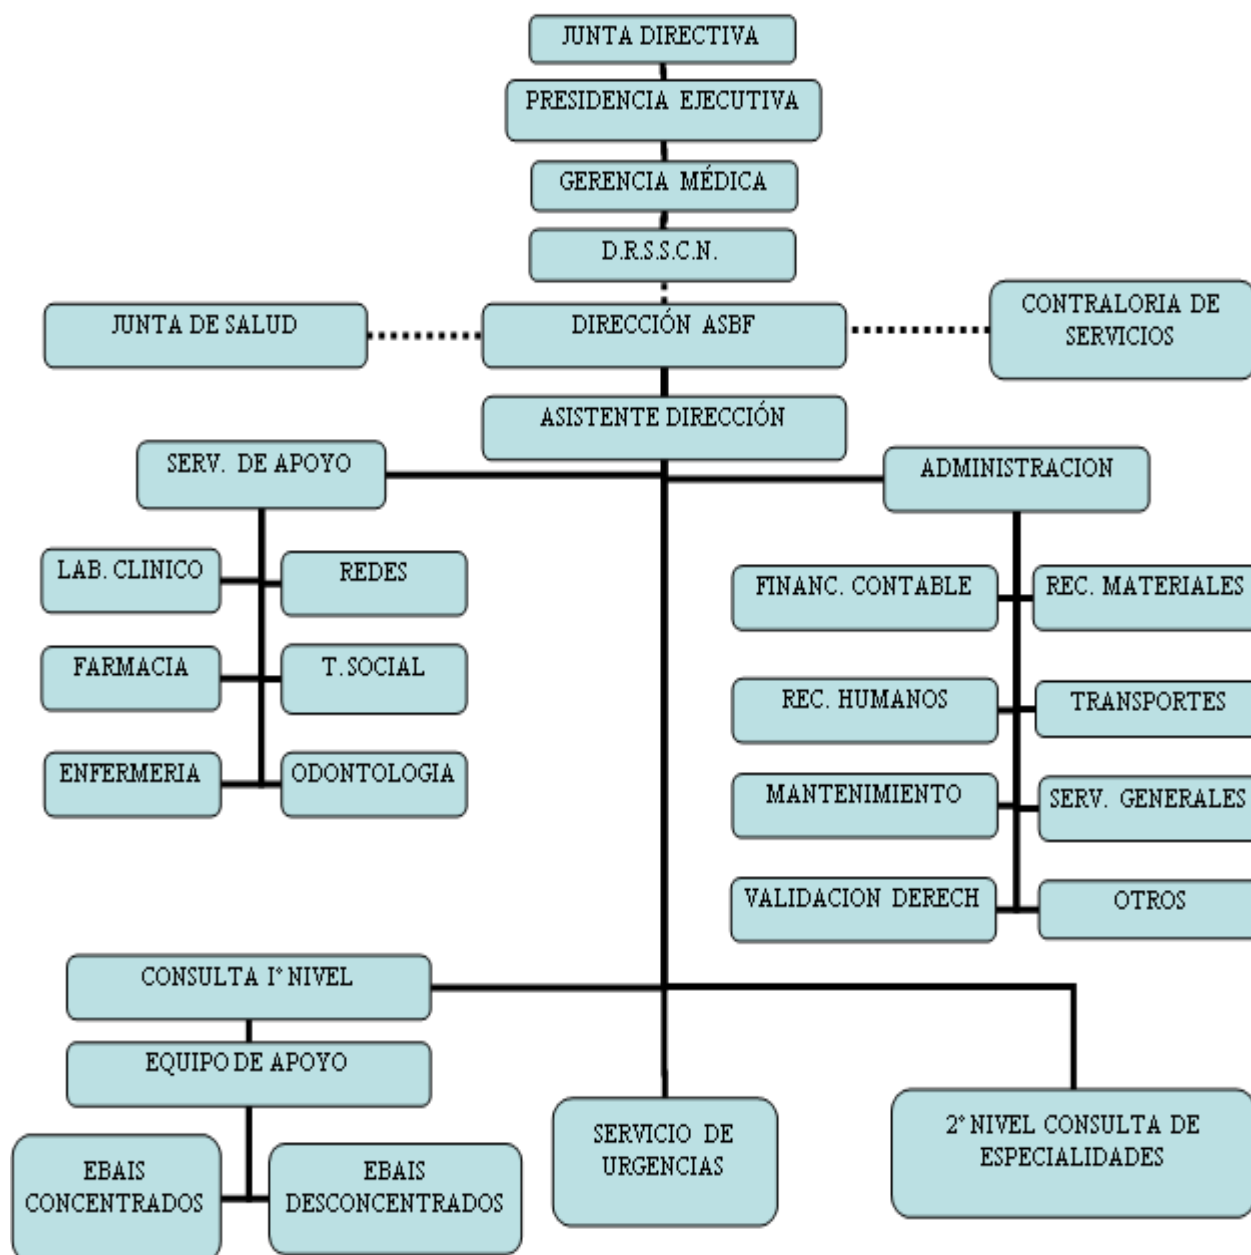 JUNTA DIRECTIVA
PRESIDENCIA EJECUTIVA
GERENCIA MÉDICA
D.R.S.S.C.N.
JUNTA DE SALUD
DIRECCIÓN ASBF
CONTRALORIA DE
SERVICIOS
ASISTENTE DIRECCIÓN
SERV. DE APOYO
ADMINISTRACION
LAB. CLINICO
REDES
FARMACIA
T. SOCIAL
ENFERMERIA
ODONTOLOGIA
FINANC. CONTABLE
REC. MATERIALES
REC. HUMANOS
TRANSPORTES
MANTENIMIENTO
SERV. GENERALES
VALIDACION DERECH
OTROS
CONSULTA I° NIVEL
EQUIPO DE APOYO
EBAIS
CONCENTRADOS
EBAIS
DESCONCENTRADOS
SERVICIO DE
URGENCIAS
2° NIVEL CONSULTA DE
ESPECIALIDADES